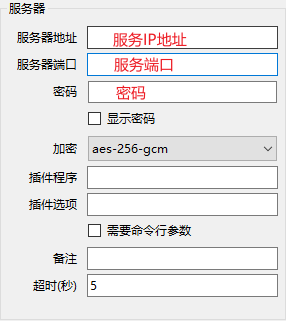 服务器
服务器地址 服务IP地址
服务器端口 服务端口
密码 密码
显示密码
加密 aes-256-gcm
插件程序
插件选项
需要命令行参数
备注
超时(秒) 5